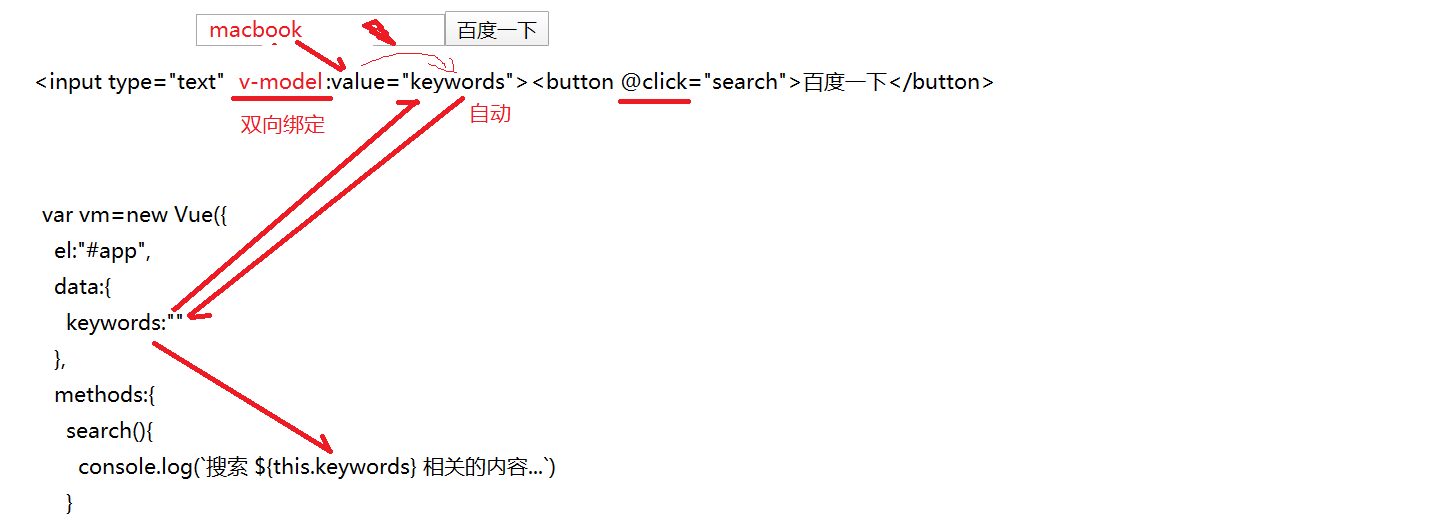 macbook 百度一下
<input type="text" v-model:value="keywords"><button @click="search">百度一下</button>
双向绑定 自动
var vm=new Vue({
el:"#app",
data:{
keywords:""
},
methods:{
search(){
console.log(`搜索 ${this.keywords} 相关的内容...`)
}